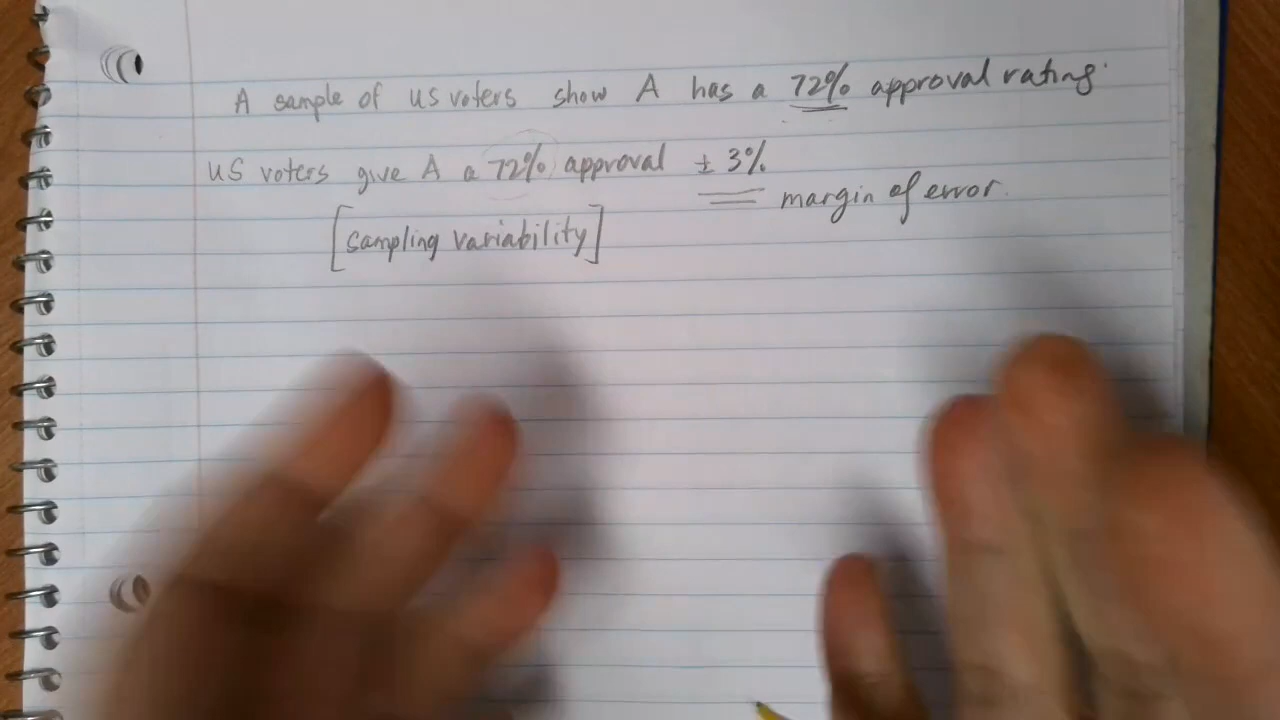 A sample of US voters show A has a 72% approval rating.
US voters give A a 72% approval ± 3%
margin of error.
[sampling variability]